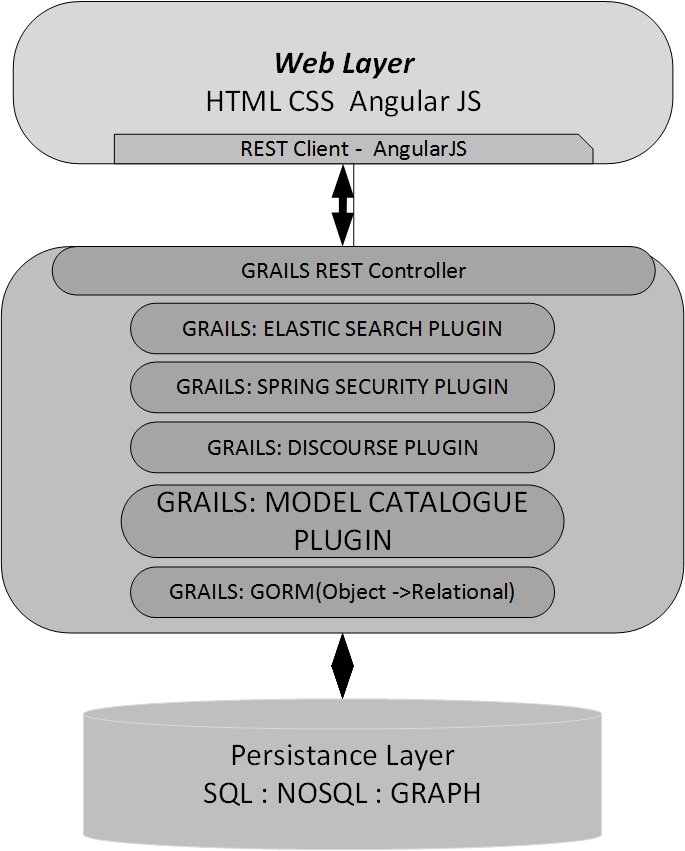 Web Layer
HTML CSS  Angular JS
REST Client -  AngularJS
GRAILS REST Controller
GRAILS: ELASTIC SEARCH PLUGIN
GRAILS: SPRING SECURITY PLUGIN
GRAILS: DISCOURSE PLUGIN
GRAILS: MODEL CATALOGUE
PLUGIN
GRAILS: GORM(Object ->Relational)
Persistance Layer
SQL : NOSQL : GRAPH